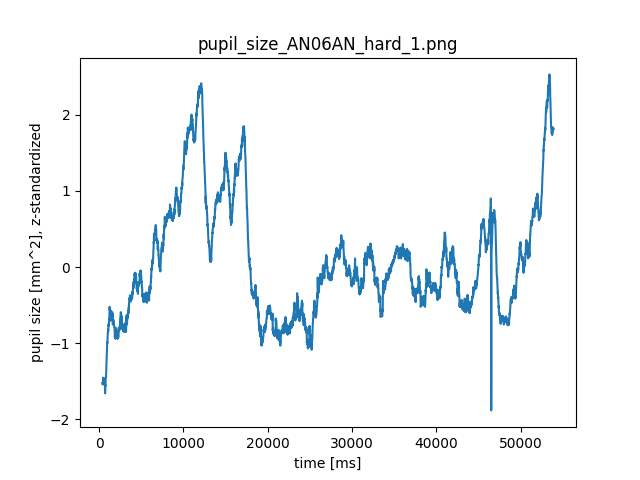 pupil_size_AN06AN_hard_1.png
pupil size [mm^2], z-standardized
2
1
0
−1
−2
0 10000 20000 30000 40000 50000
time [ms]